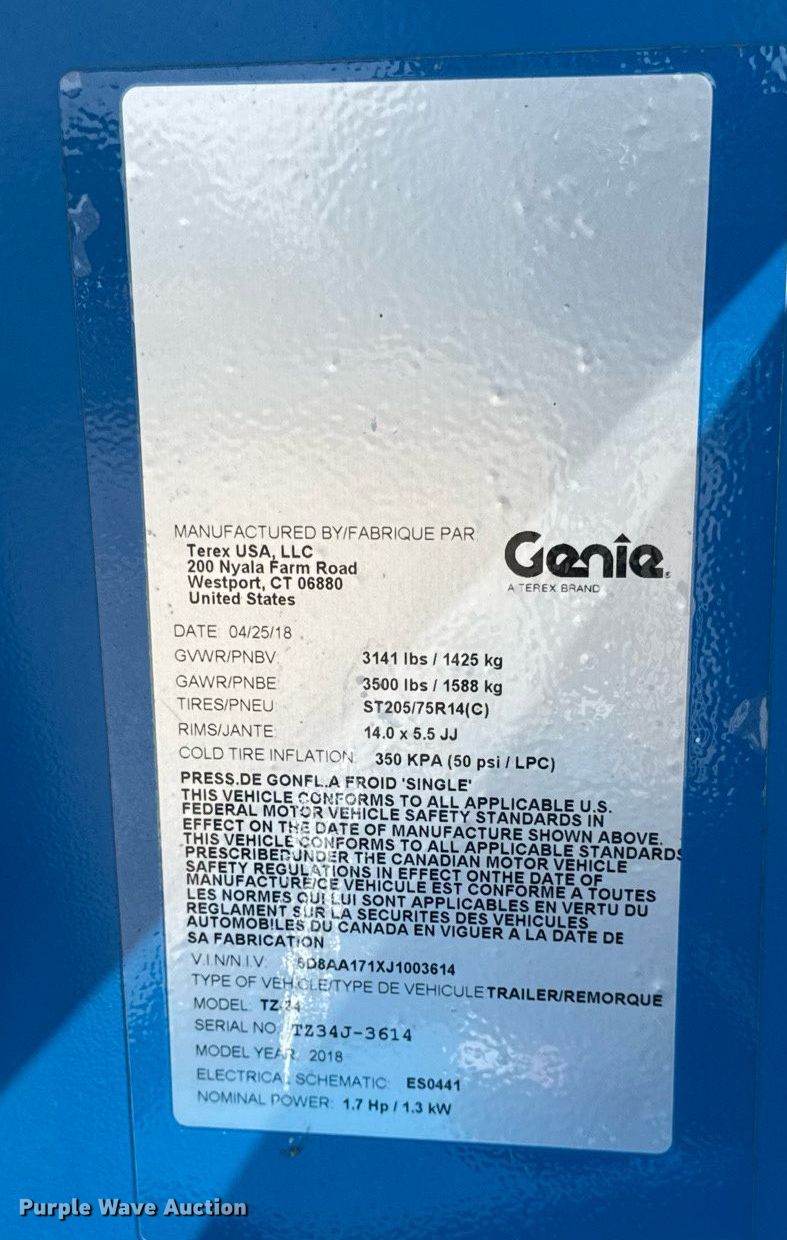 MANUFACTURED BY/FABRIQUE PAR:
Terex USA, LLC
200 Nyala Farm Road
Westport, CT 06880
United States
Genie
A TEREX BRAND
DATE: 04/25/18
GVWR/PNBV: 3141 lbs / 1425 kg
GAWR/PNBE: 3500 lbs / 1588 kg
TIRES/PNEU: ST205/75R14(C)
RIMS/JANTE: 14.0 x 5.5 JJ
COLD TIRE INFLATION: 350 KPA (50 psi / LPC)
PRESS.DE GONFL.A FROID 'SINGLE'
THIS VEHICLE CONFORMS TO ALL APPLICABLE U.S.
FEDERAL MOTOR VEHICLE SAFETY STANDARDS IN
EFFECT ON THE DATE OF MANUFACTURE SHOWN ABOVE.
THIS VEHICLE CONFORMS TO ALL APPLICABLE STANDARDS
PRESCRIBEDUNDER THE CANADIAN MOTOR VEHICLE
SAFETY REGULATIONS IN EFFECT ONTHE DATE OF
MANUFACTURE/CE VEHICULE EST CONFORME A TOUTES
LES NORMES QUI LUI SONT APPLICABLES EN VERTU DU
REGLAMENT SUR LA SECURITES DES VEHICULES
AUTOMOBILES DU CANADA EN VIGUER A LA DATE DE
SA FABRICATION
V.I.N/N.I.V: D8AA171XJ1003614
TYPE OF VEHICLE/TYPE DE VEHICULE TRAILER/REMORQUE
MODEL: TZ-
SERIAL NO: TZ34J-3614
MODEL YEAR: 2018
ELECTRICAL SCHEMATIC: ES0441
NOMINAL POWER: 1.7 Hp / 1.3 kW
Purple Wave Auction